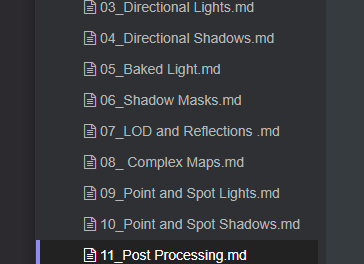 03_Directional Lights.md
04_Directional Shadows.md
05_Baked Light.md
06_Shadow Masks.md
07_LOD and Reflections .md
08_ Complex Maps.md
09_Point and Spot Lights.md
10_Point and Spot Shadows.md
11_Post Processing.md